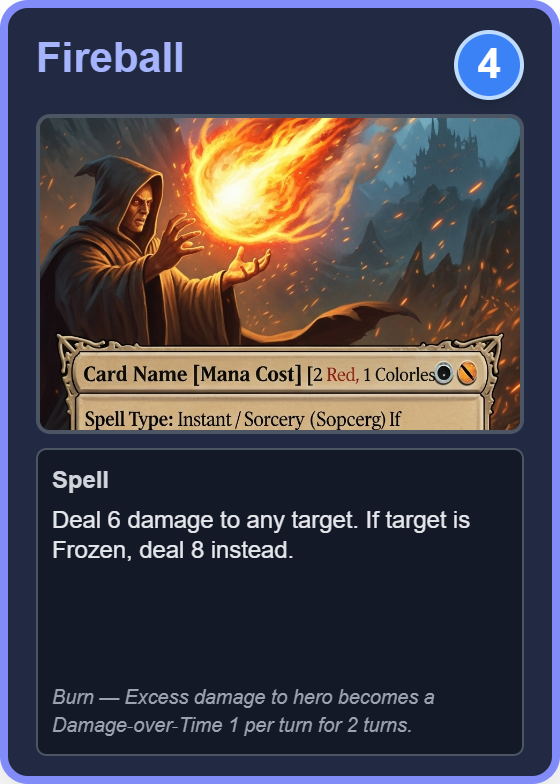 Fireball
4
Card Name [Mana Cost] [2 Red, 1 Colorles
Spell Type: Instant / Sorcery (Sopcerg) If
Spell
Deal 6 damage to any target. If target is
Frozen, deal 8 instead.
Burn — Excess damage to hero becomes a
Damage-over-Time 1 per turn for 2 turns.